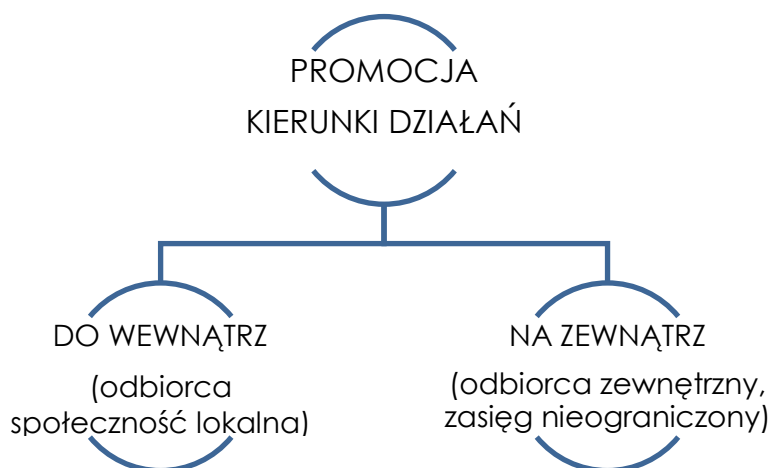 PROMOCJA
KIERUNKI DZIAŁAŃ
DO WEWNĄTRZ
(odbiorca
społeczność lokalna)
NA ZEWNĄTRZ
(odbiorca zewnętrzny,
zasięg nieograniczony)